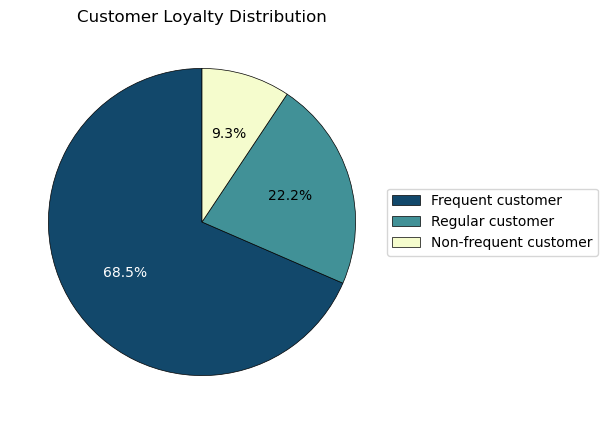 Customer Loyalty Distribution
9.3%
22.2%
68.5%
Frequent customer
Regular customer
Non-frequent customer